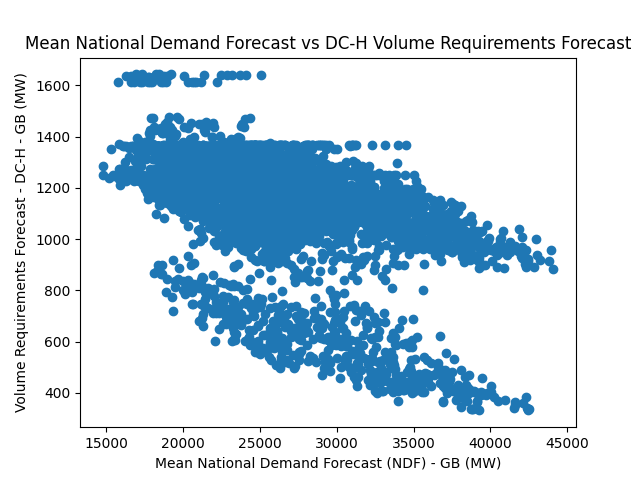 Mean National Demand Forecast vs DC-H Volume Requirements Forecast
Volume Requirements Forecast - DC-H - GB (MW)
1600
1400
1200
1000
800
600
400
15000 20000 25000 30000 35000 40000 45000
Mean National Demand Forecast (NDF) - GB (MW)